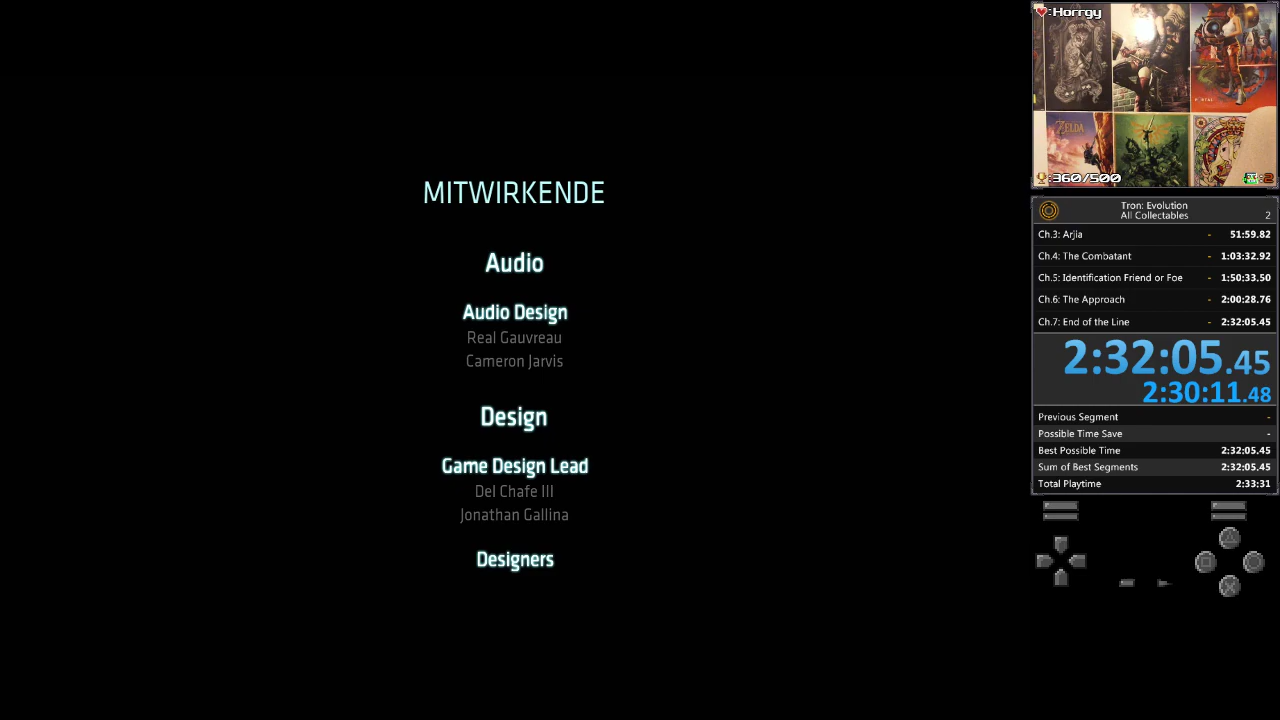 MITWIRKENDE
Audio
Audio Design
Real Gauvreau
Cameron Jarvis
Design
Game Design Lead
Del Chafe III
Jonathan Gallina
Designers
:Horrgy
ZELDA
:360/500
:2
Tron: Evolution
All Collectables 2
Ch.3: Arjia - 51:59.82
Ch.4: The Combatant - 1:03:32.92
Ch.5: Identification Friend or Foe - 1:50:33.50
Ch.6: The Approach - 2:00:28.76
Ch.7: End of the Line - 2:32:05.45
2:32:05.45
2:30:11.48
Previous Segment -
Possible Time Save -
Best Possible Time 2:32:05.45
Sum of Best Segments 2:32:05.45
Total Playtime 2:33:31